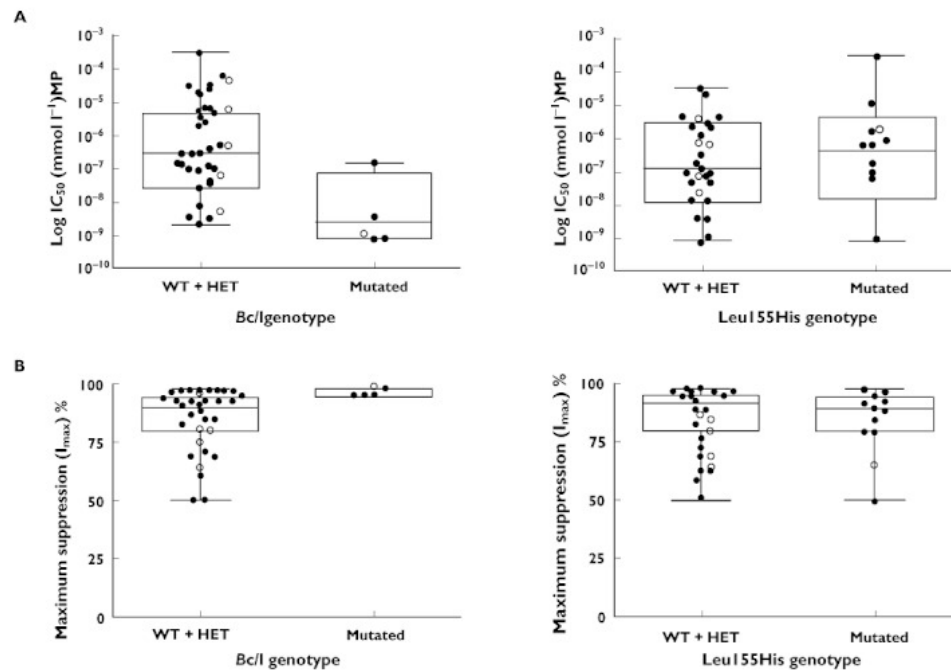 A
10⁻³
10⁻⁴
10⁻⁵
10⁻⁶
10⁻⁷
10⁻⁸
10⁻⁹
10⁻¹⁰
Log IC₅₀ (mmol l⁻¹)MP
WT + HET Mutated
Bc/Igenotype
10⁻³
10⁻⁴
10⁻⁵
10⁻⁶
10⁻⁷
10⁻⁸
10⁻⁹
10⁻¹⁰
Log IC₅₀ (mmol l⁻¹)MP
WT + HET Mutated
Leu155His genotype
B
100
75
50
25
0
Maximum suppression (Iₘₐₓ) %
WT + HET Mutated
Bc/I genotype
100
75
50
25
0
Maximum suppression (Iₘₐₓ) %
WT + HET Mutated
Leu155His genotype